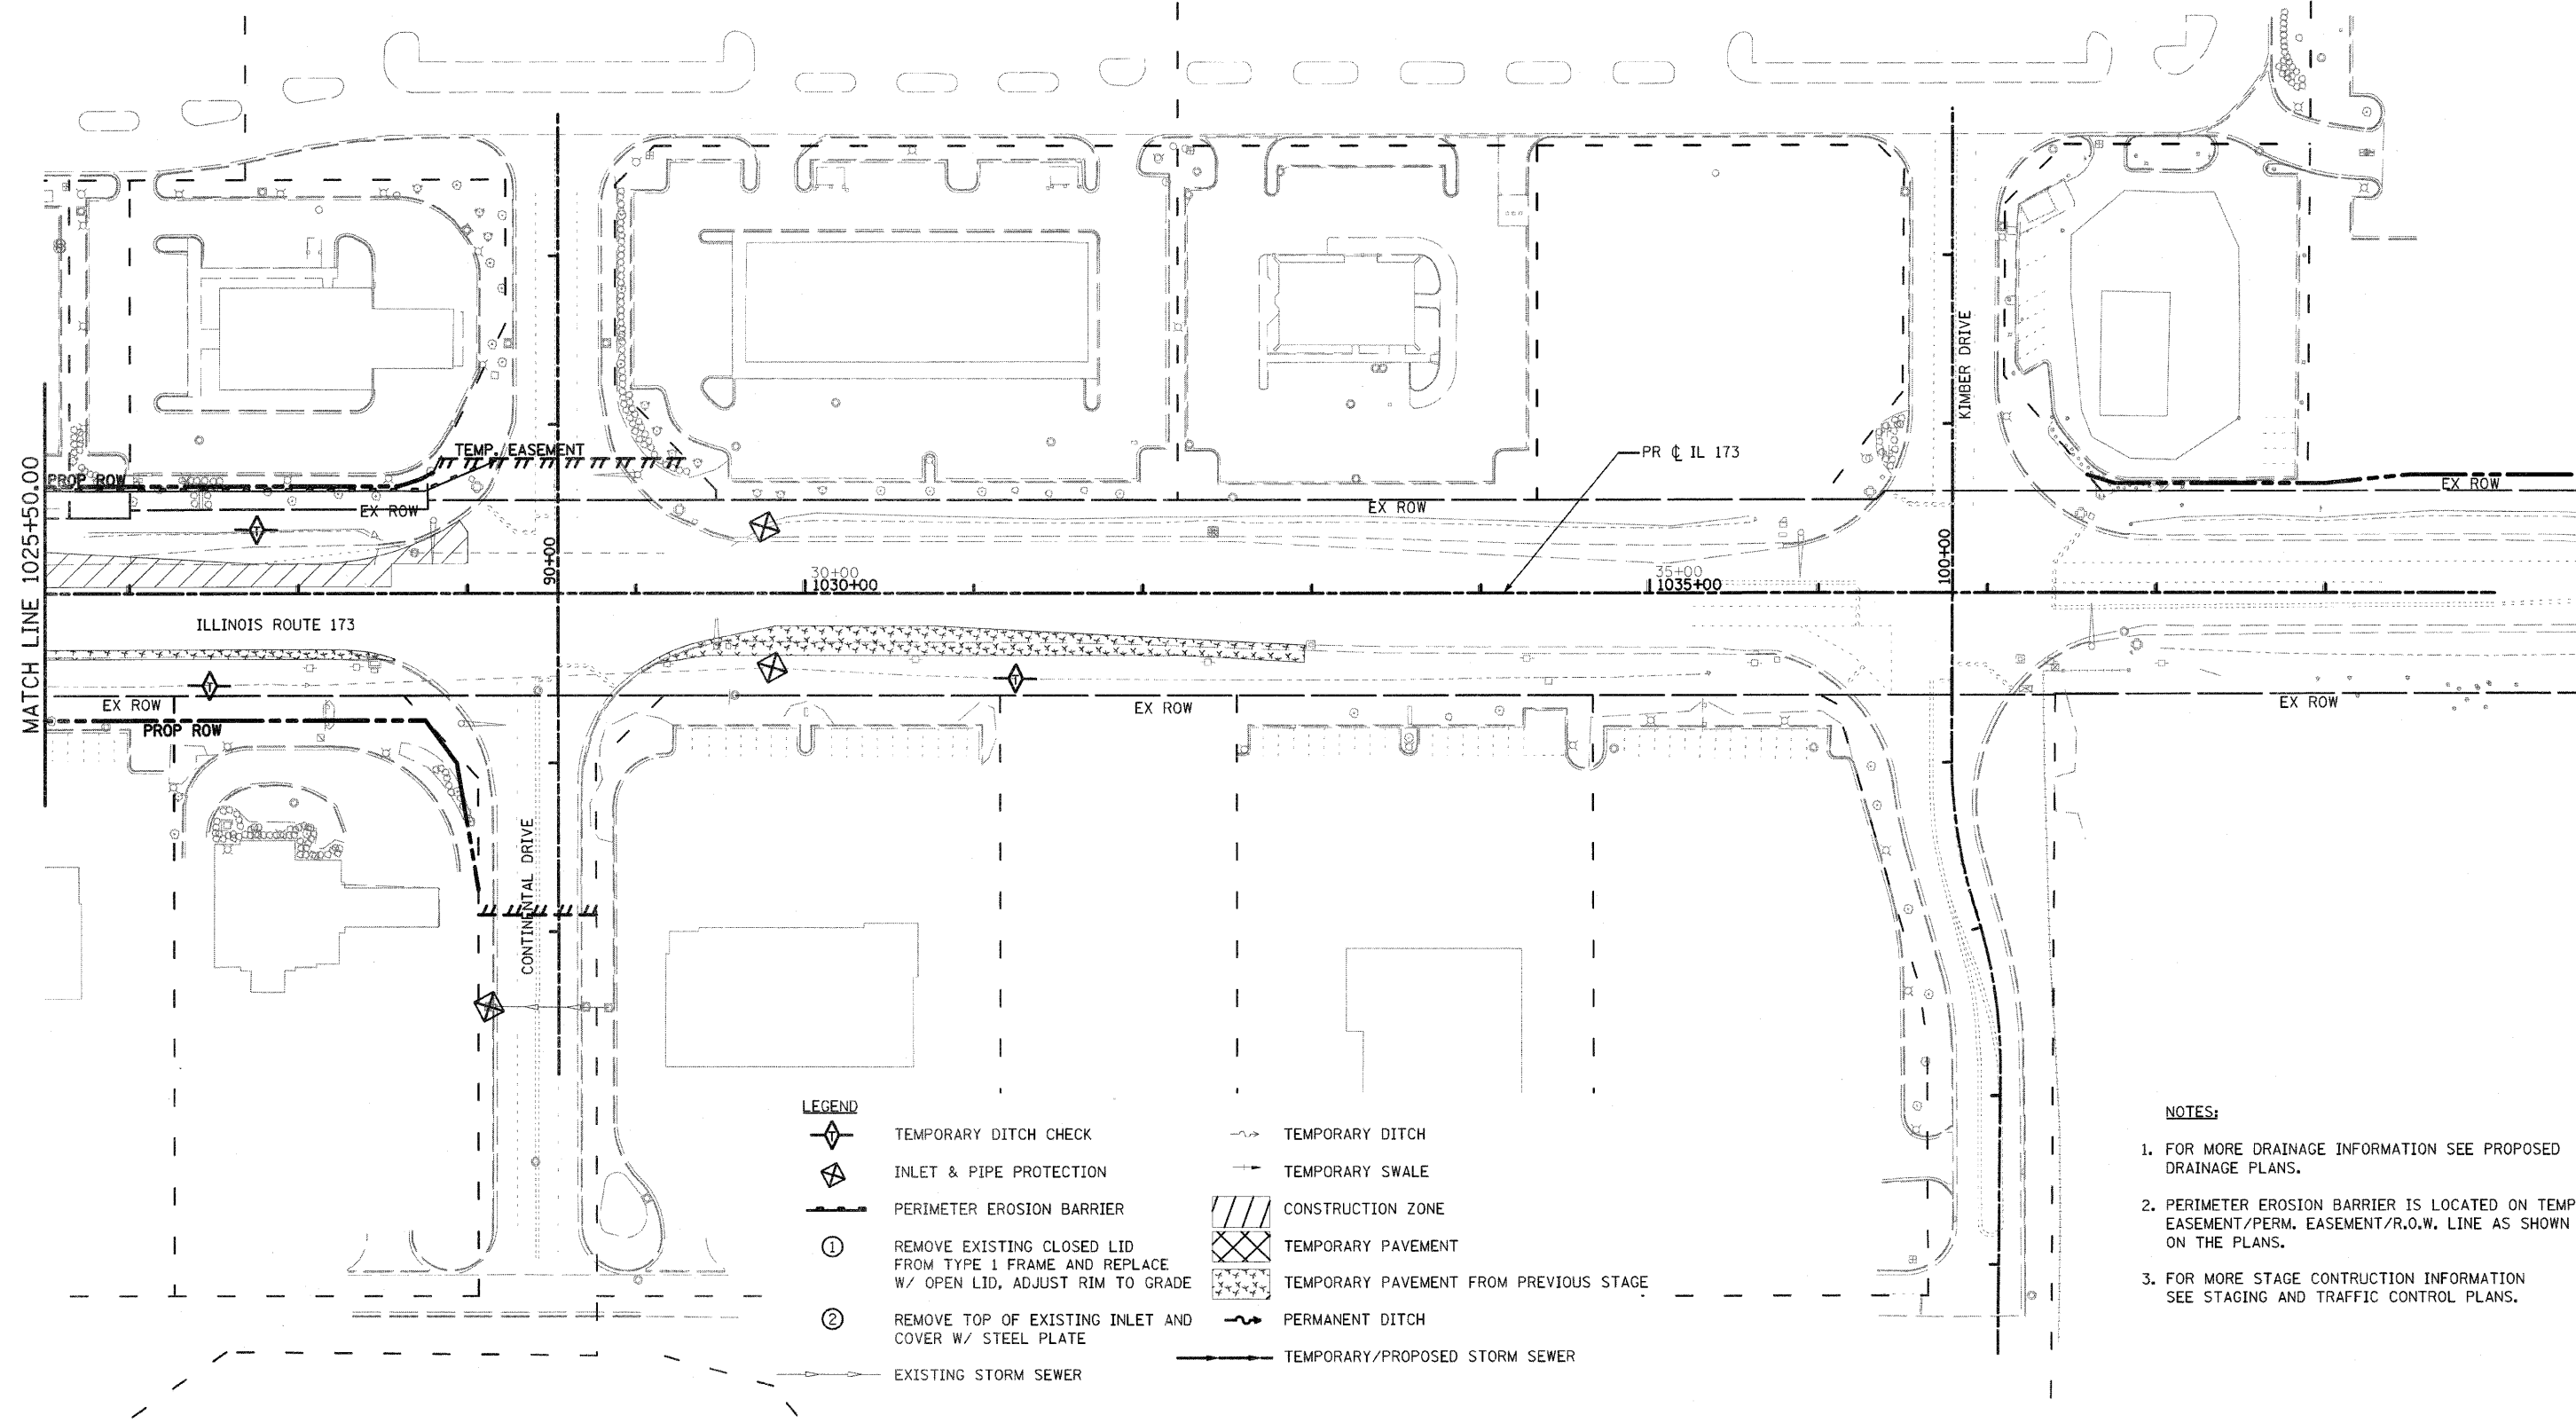 KIMBER DRIVE
TEMP. EASEMENT
PR ℄ IL 173
MATCH LINE 1025+50.00
PROP ROW
EX ROW
EX ROW
EX ROW
90+00
100+00
30+00
1030+00
35+00
1035+00
ILLINOIS ROUTE 173
T
T
T
EX ROW
EX ROW
EX ROW
PROP ROW
CONTINENTAL DRIVE
LEGEND
T
TEMPORARY DITCH CHECK
INLET & PIPE PROTECTION
PERIMETER EROSION BARRIER
1
REMOVE EXISTING CLOSED LID
FROM TYPE 1 FRAME AND REPLACE
W/ OPEN LID, ADJUST RIM TO GRADE
2
REMOVE TOP OF EXISTING INLET AND
COVER W/ STEEL PLATE
EXISTING STORM SEWER
TEMPORARY DITCH
TEMPORARY SWALE
CONSTRUCTION ZONE
TEMPORARY PAVEMENT
TEMPORARY PAVEMENT FROM PREVIOUS STAGE
PERMANENT DITCH
TEMPORARY/PROPOSED STORM SEWER
NOTES:
1. FOR MORE DRAINAGE INFORMATION SEE PROPOSED
DRAINAGE PLANS.
2. PERIMETER EROSION BARRIER IS LOCATED ON TEMP
EASEMENT/PERM. EASEMENT/R.O.W. LINE AS SHOWN
ON THE PLANS.
3. FOR MORE STAGE CONTRUCTION INFORMATION
SEE STAGING AND TRAFFIC CONTROL PLANS.